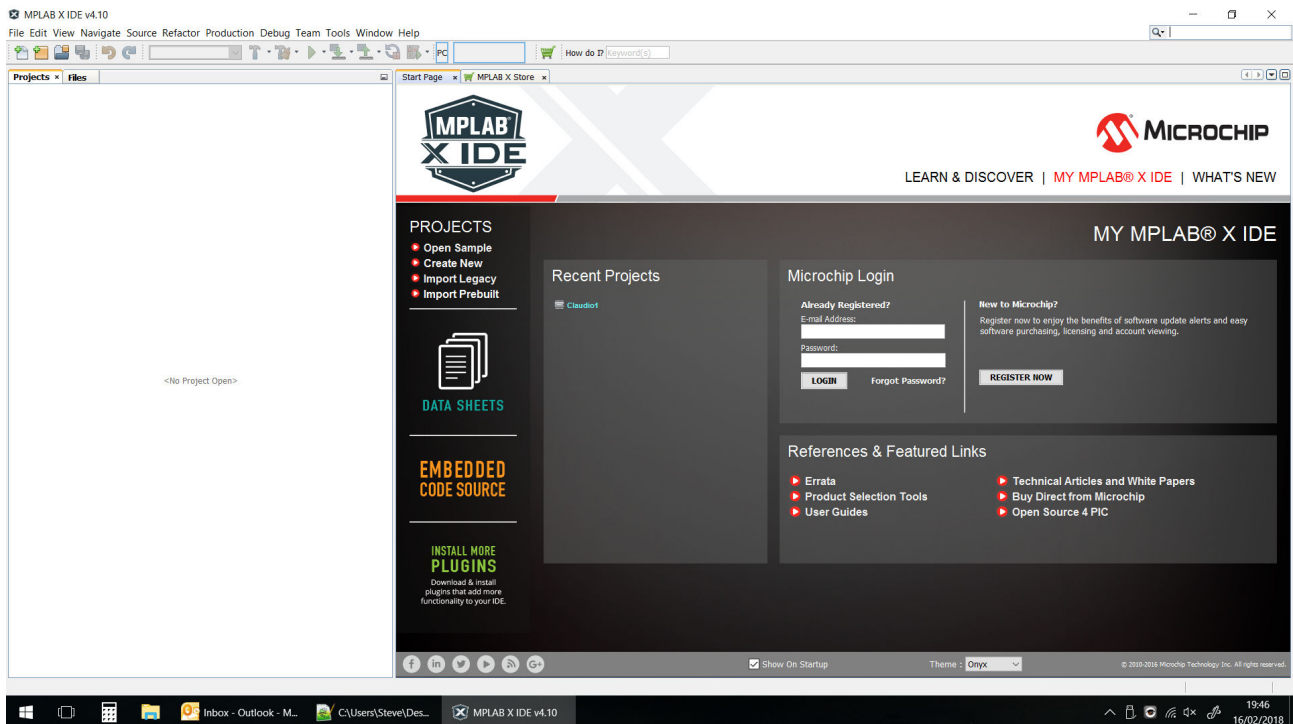 MPLAB X IDE v4.10
File Edit View Navigate Source Refactor Production Debug Team Tools Window Help
PC
How do I? Keyword(s)
Projects Files
Start Page MPLAB X Store
<No Project Open>
MPLAB®
X IDE
MICROCHIP
LEARN & DISCOVER | MY MPLAB® X IDE | WHAT'S NEW
PROJECTS
Open Sample
Create New
Import Legacy
Import Prebuilt
DATA SHEETS
EMBEDDED
CODE SOURCE
INSTALL MORE
PLUGINS
Download & install
plugins that add more
functionality to your IDE.
MY MPLAB® X IDE
Recent Projects
Claudio1
Microchip Login
Already Registered?
E-mail Address:
Password:
LOGIN Forgot Password?
New to Microchip?
Register now to enjoy the benefits of software update alerts and easy
software purchasing, licensing and account viewing.
REGISTER NOW
References & Featured Links
Errata
Product Selection Tools
User Guides
Technical Articles and White Papers
Buy Direct from Microchip
Open Source 4 PIC
Show On Startup
Theme : Onyx
© 2010-2016 Microchip Technology Inc. All rights reserved.
Inbox - Outlook - M...
C:\Users\Steve\Des...
MPLAB X IDE v4.10
19:46
16/02/2018